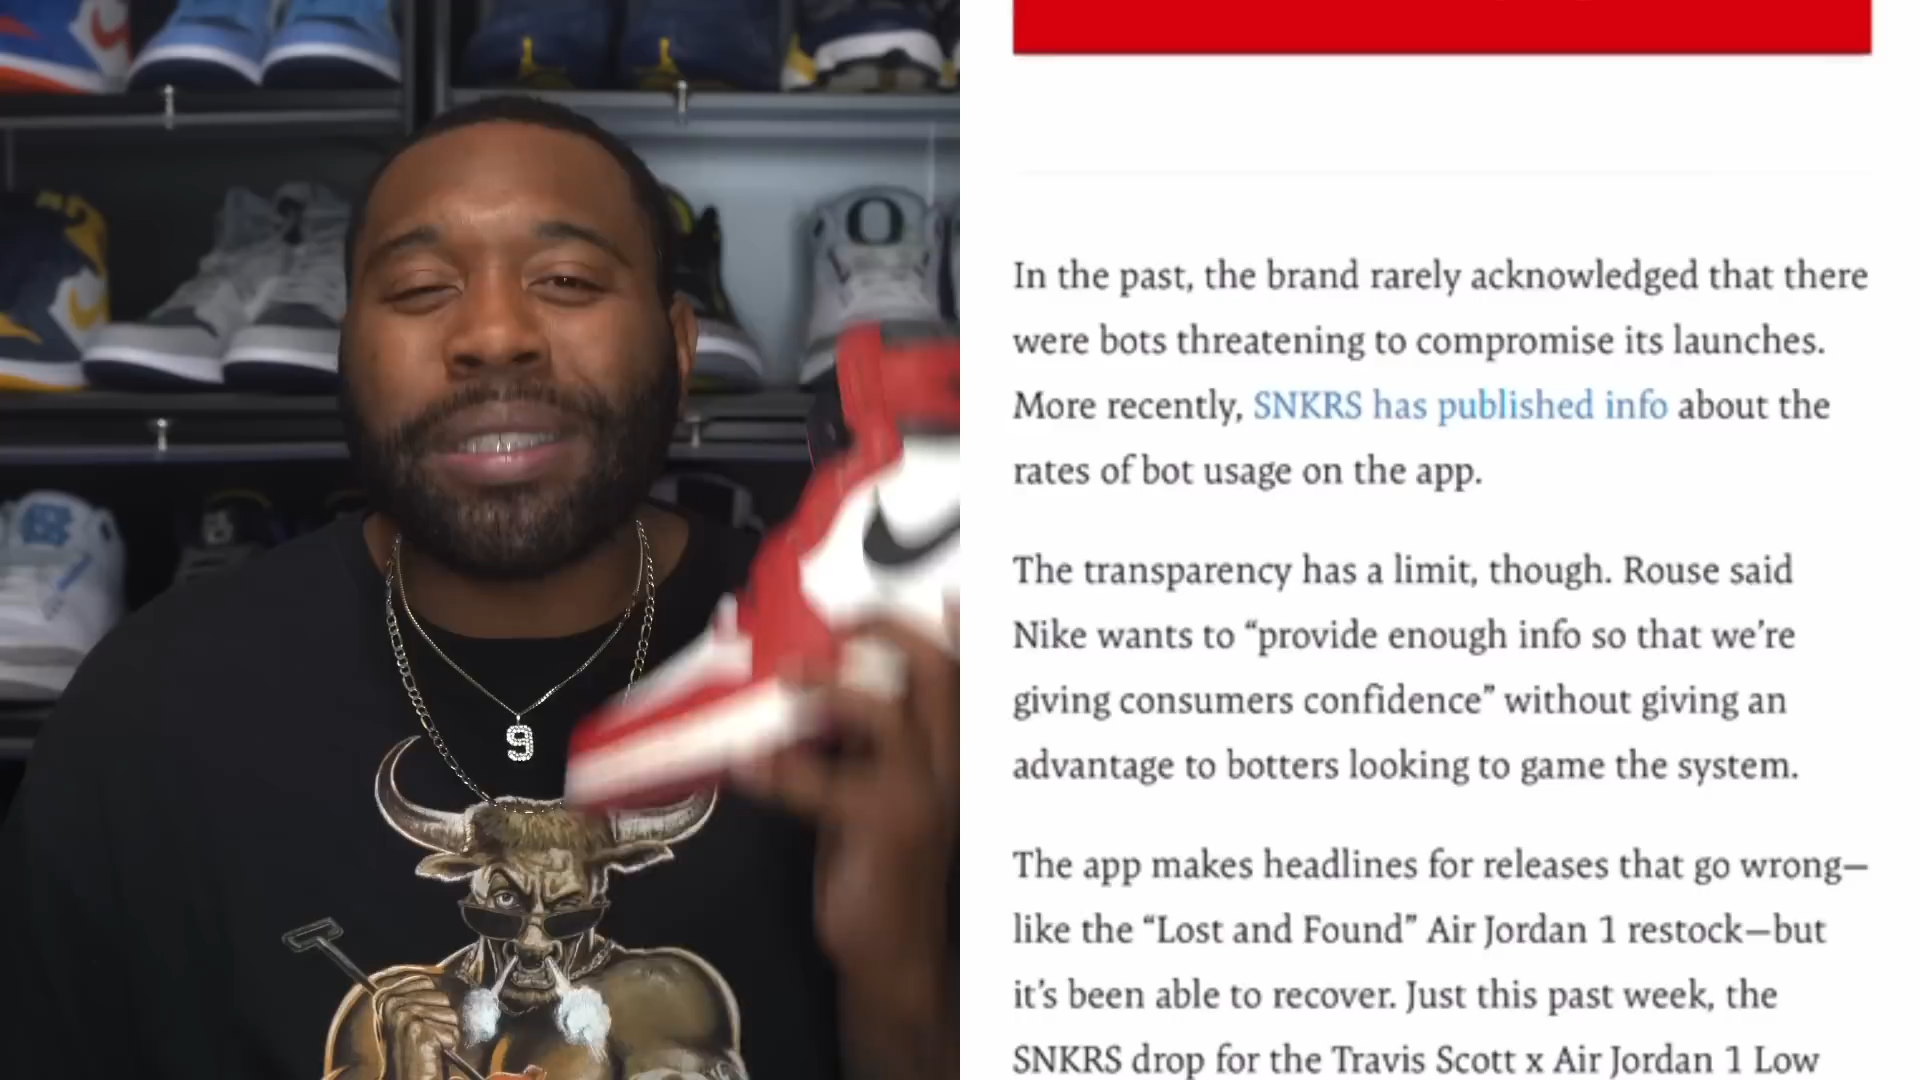 9
O
In the past, the brand rarely acknowledged that there
were bots threatening to compromise its launches.
More recently, SNKRS has published info about the
rates of bot usage on the app.
The transparency has a limit, though. Rouse said
Nike wants to “provide enough info so that we’re
giving consumers confidence” without giving an
advantage to botters looking to game the system.
The app makes headlines for releases that go wrong—
like the “Lost and Found” Air Jordan 1 restock—but
it’s been able to recover. Just this past week, the
SNKRS drop for the Travis Scott x Air Jordan 1 Low